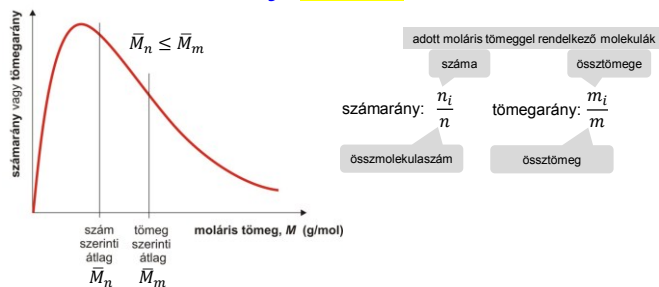 M̄ₙ ≤ M̄ₘ
számarány vagy tömegarány
szám szerinti átlag M̄ₙ
tömeg szerinti átlag M̄ₘ
moláris tömeg, M (g/mol)
adott moláris tömeggel rendelkező molekulák
száma
össztömege
számarány: nᵢ/n
tömegarány: mᵢ/m
összmolekulaszám
össztömeg